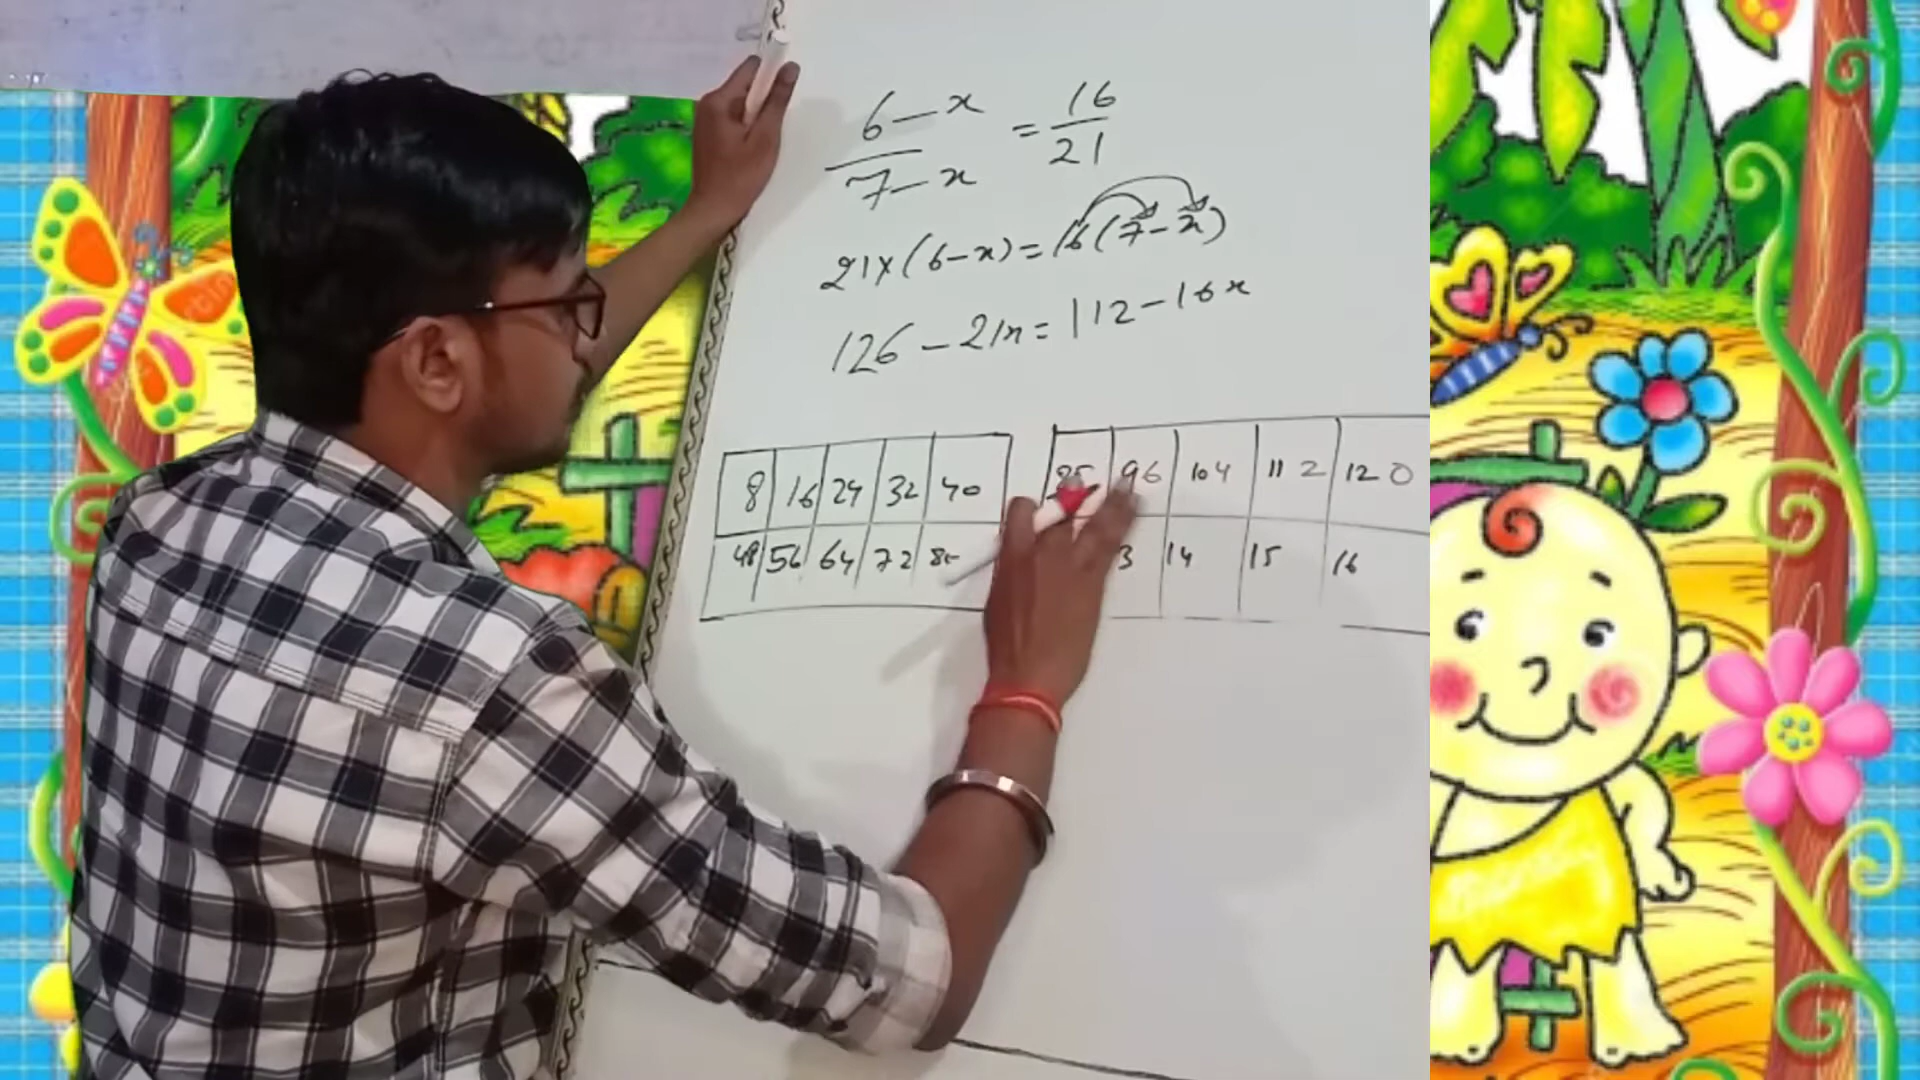 6-x/7-x = 16/21
21×(6-x)=16(7-x)
126-21x=112-16x
8 16 24 32 40
48 56 64 72
96 104 112 120
14 15 16